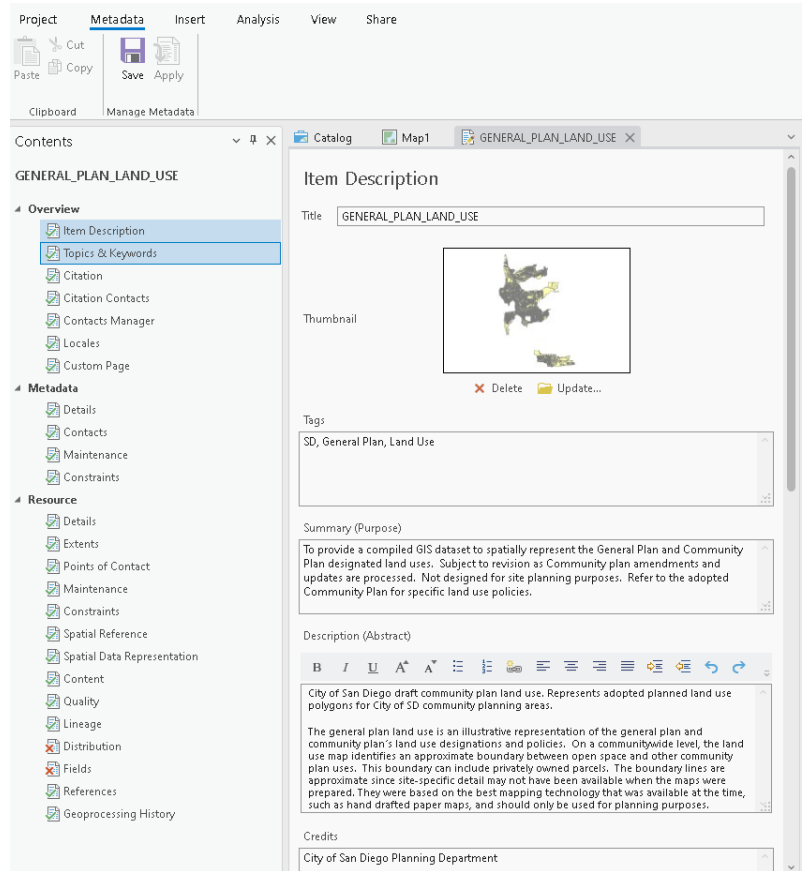 Project Metadata Insert Analysis View Share
Cut
Copy
Paste
Save Apply
Clipboard Manage Metadata
Contents
GENERAL_PLAN_LAND_USE
Overview
Item Description
Topics & Keywords
Citation
Citation Contacts
Contacts Manager
Locales
Custom Page
Metadata
Details
Contacts
Maintenance
Constraints
Resource
Details
Extents
Points of Contact
Maintenance
Constraints
Spatial Reference
Spatial Data Representation
Content
Quality
Lineage
Distribution
Fields
References
Geoprocessing History
Catalog Map1 GENERAL_PLAN_LAND_USE
Item Description
Title GENERAL_PLAN_LAND_USE
Thumbnail
Delete Update...
Tags
SD, General Plan, Land Use
Summary (Purpose)
To provide a compiled GIS dataset to spatially represent the General Plan and Community
Plan designated land uses. Subject to revision as Community plan amendments and
updates are processed. Not designed for site planning purposes. Refer to the adopted
Community Plan for specific land use policies.
Description (Abstract)
B I U A A
City of San Diego draft community plan land use. Represents adopted planned land use
polygons for City of SD community planning areas.
The general plan land use is an illustrative representation of the general plan and
community plan's land use designations and policies. On a communitywide level, the land
use map identifies an approximate boundary between open space and other community
plan uses. This boundary can include privately owned parcels. The boundary lines are
approximate since site-specific detail may not have been available when the maps were
prepared. They were based on the best mapping technology that was available at the time,
such as hand drafted paper maps, and should only be used for planning purposes.
Credits
City of San Diego Planning Department